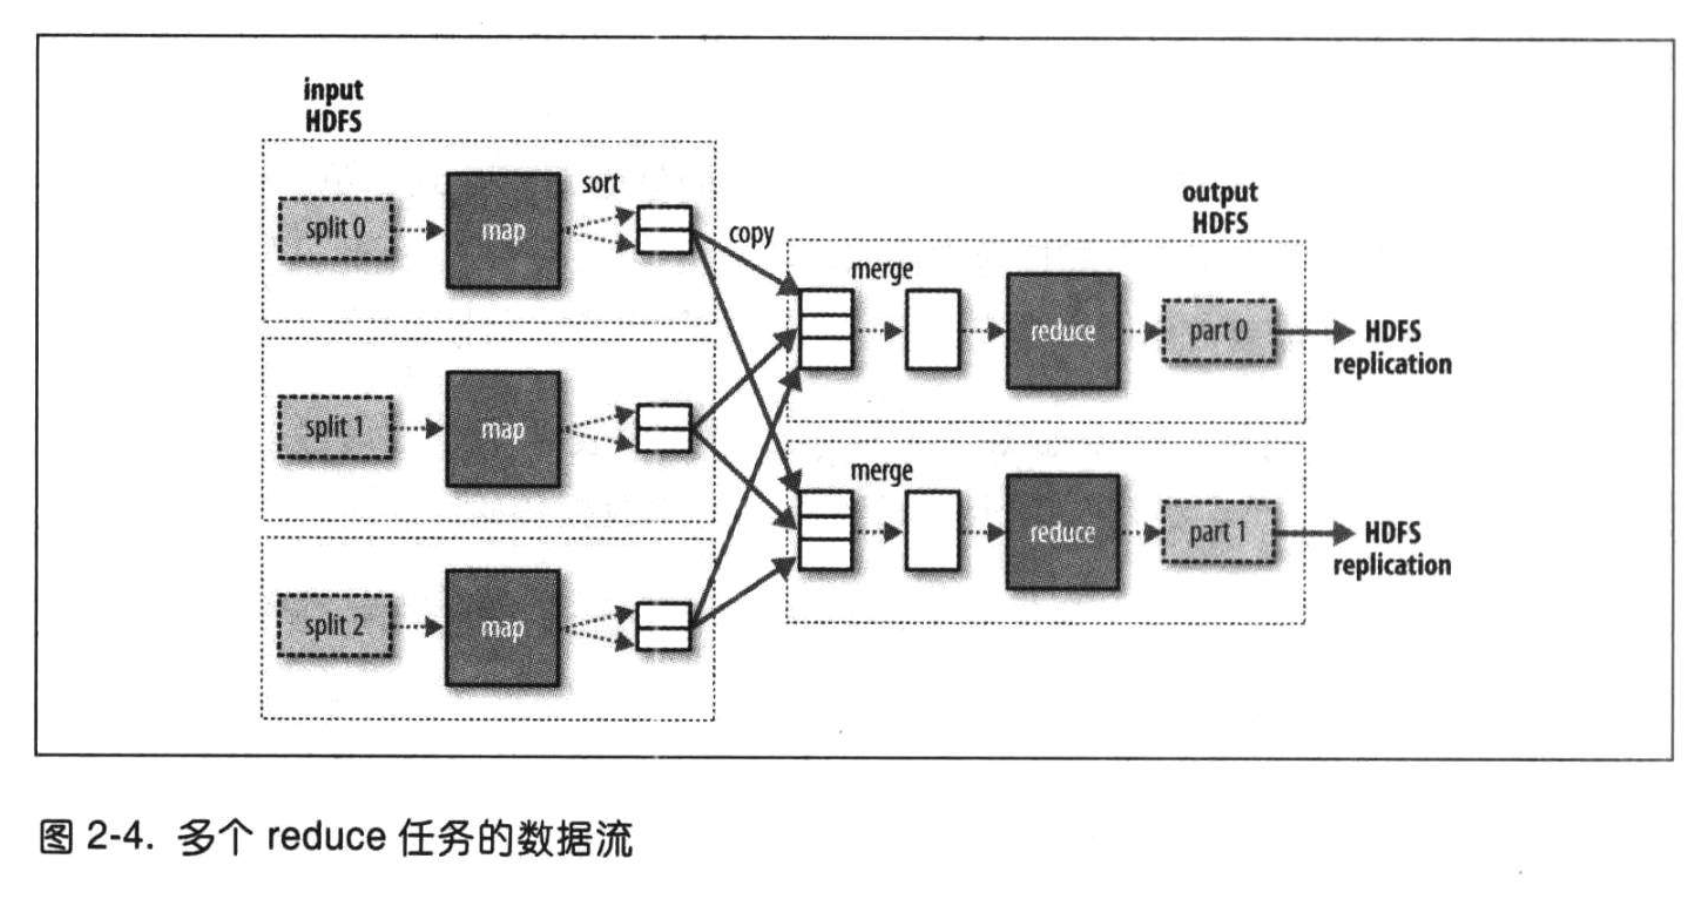 input
HDFS
split 0
map
sort
copy
split 1
map
split 2
map
output
HDFS
merge
reduce
part 0
HDFS
replication
merge
reduce
part 1
HDFS
replication
图 2-4. 多个 reduce 任务的数据流